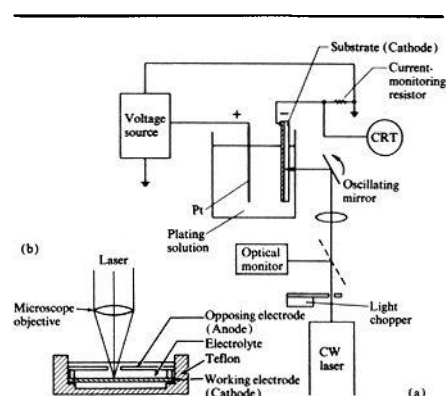 Substrate (Cathode)
Current-
monitoring
resistor
Voltage
source
+
−
CRT
Oscillating
mirror
Pt
Plating
solution
(b)
Laser
Optical
monitor
Microscope
objective
Light
chopper
Opposing electrode
(Anode)
Electrolyte
Teflon
Working electrode
(Cathode)
CW
laser
(a)